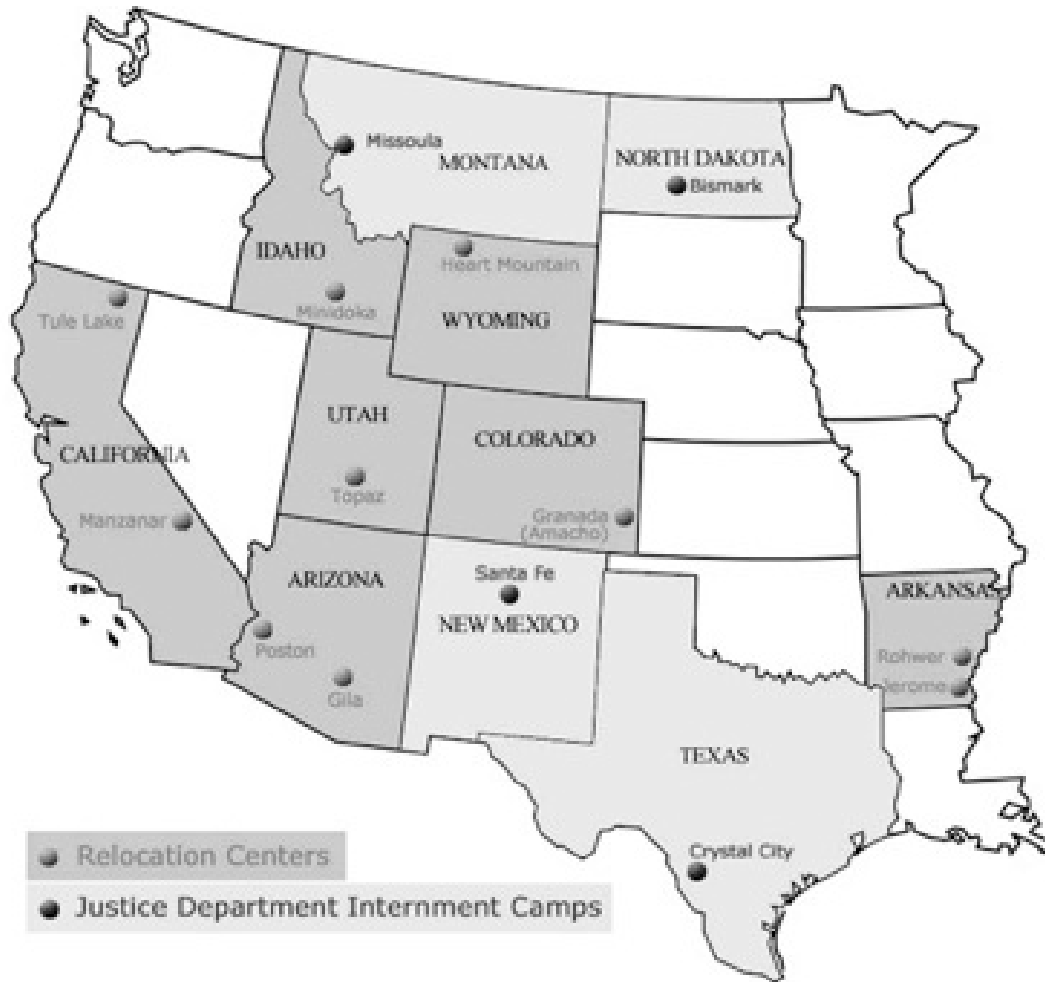 Missoula
MONTANA
NORTH DAKOTA
Bismark
IDAHO
Heart Mountain
Minidoka
Tule Lake
WYOMING
UTAH
COLORADO
CALIFORNIA
Topaz
Manzanar
Granada
(Amacho)
Santa Fe
ARIZONA
ARKANSAS
NEW MEXICO
Poston
Rohwer
Gila
Jerome
TEXAS
Crystal City
Relocation Centers
Justice Department Internment Camps